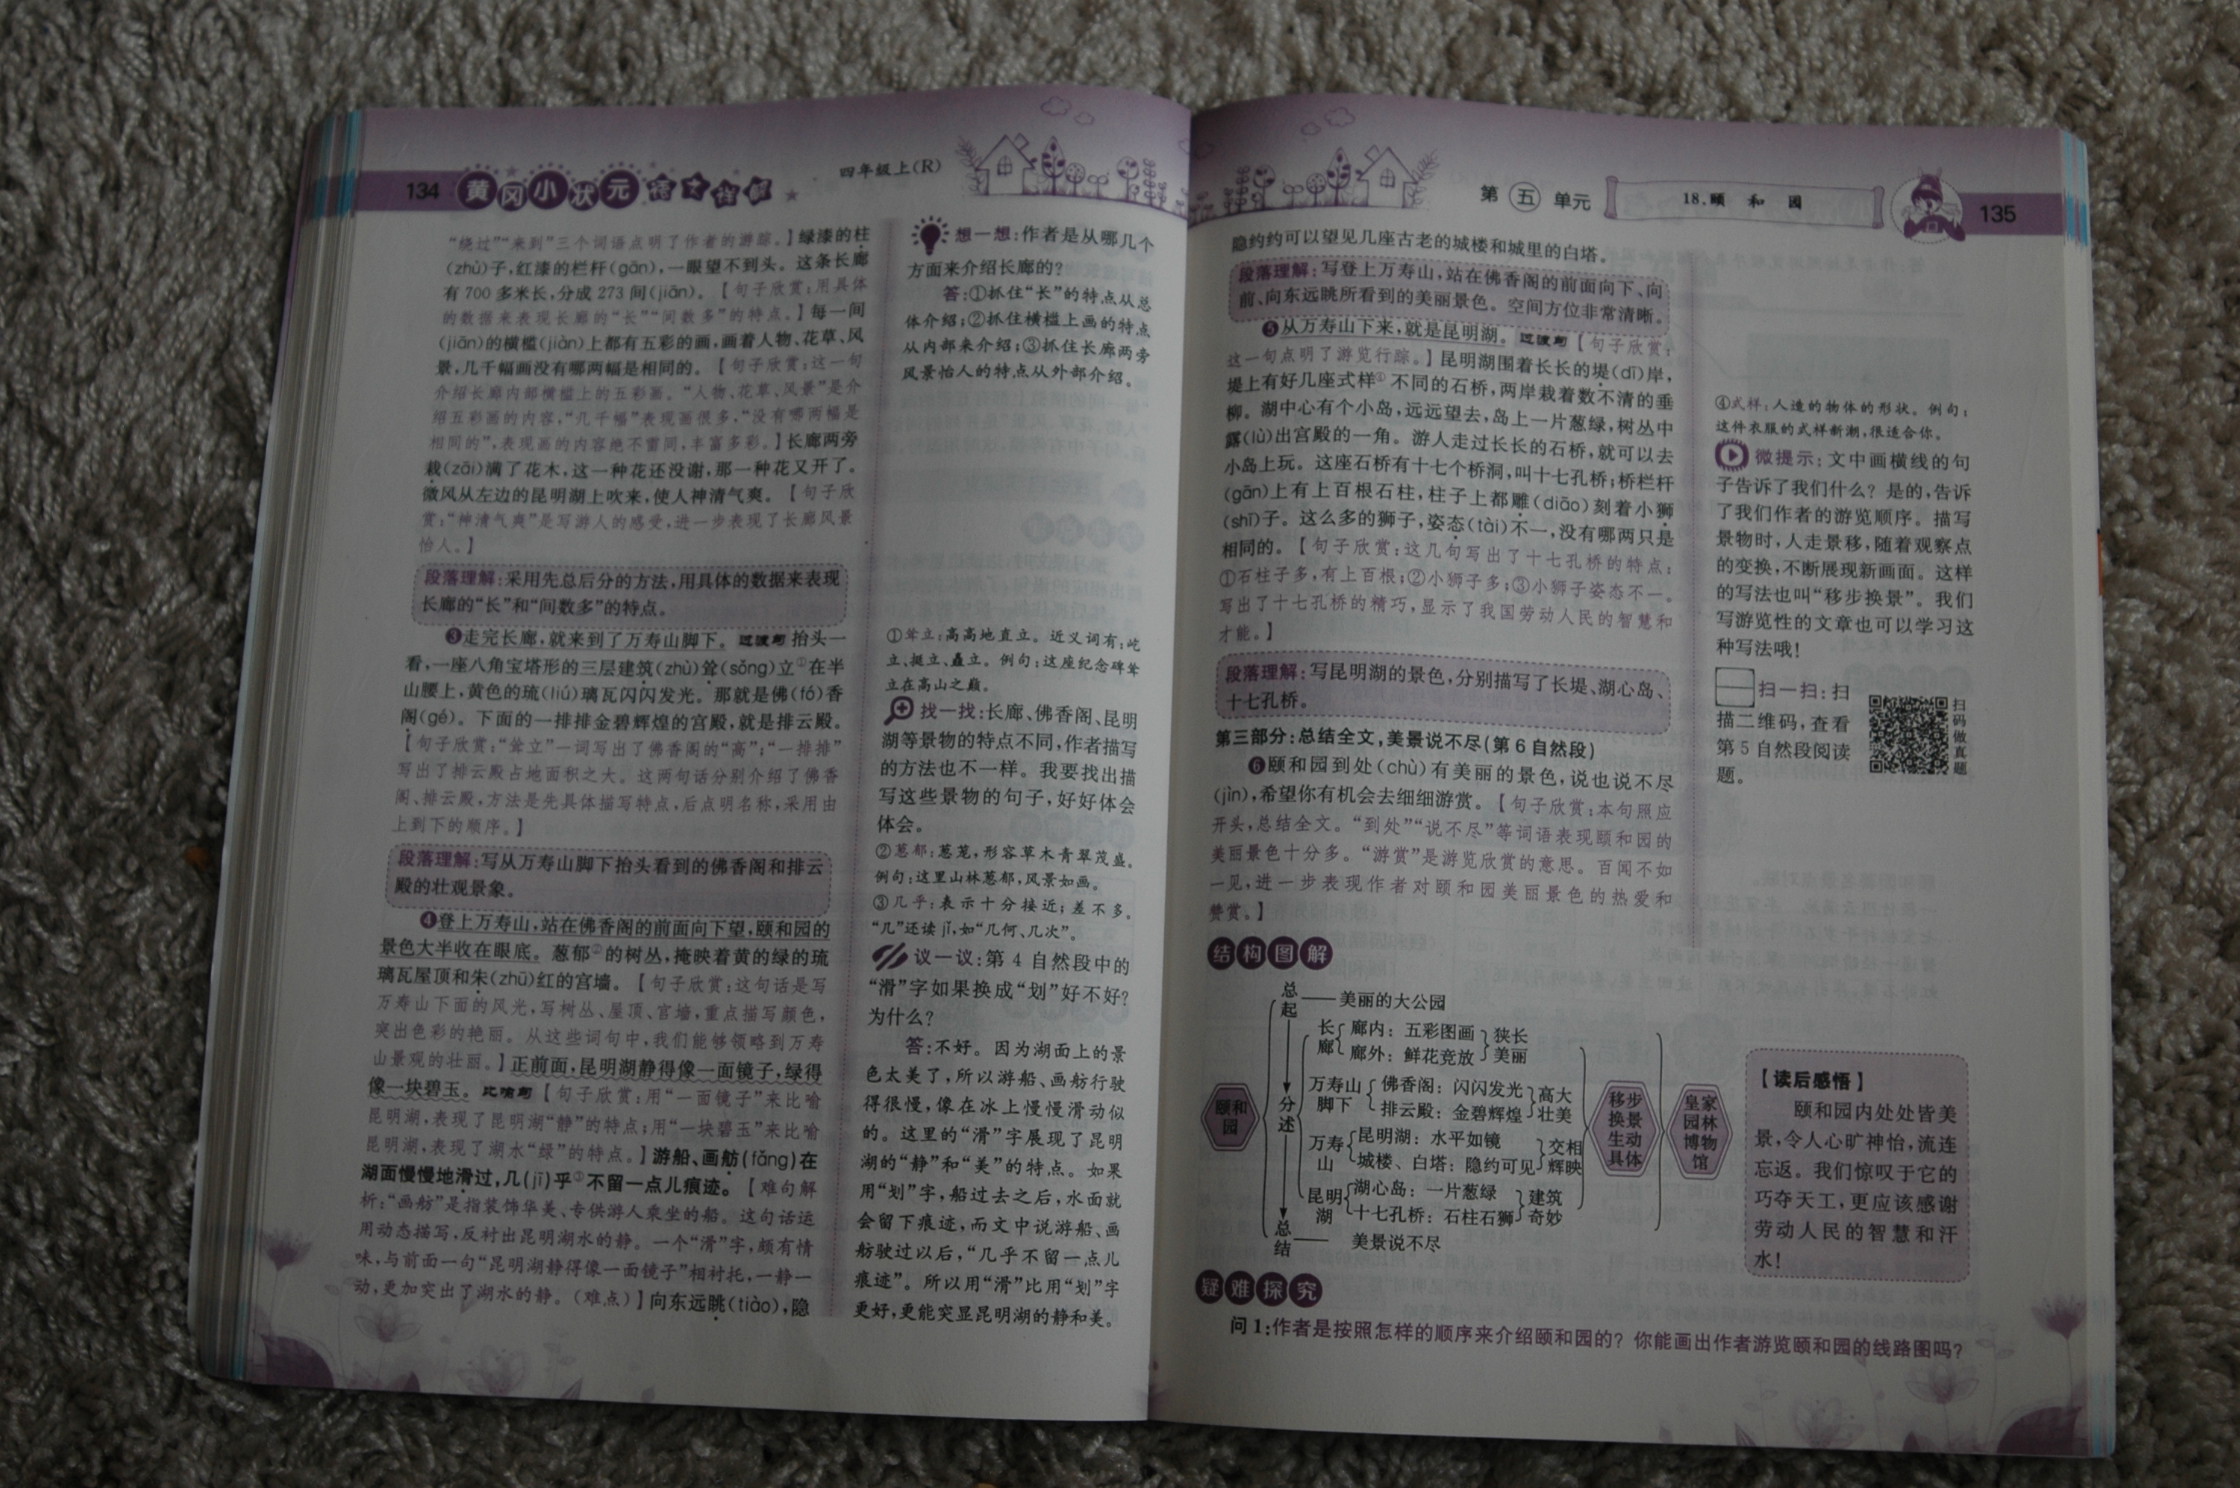 134 黄冈小状元 四年级上(R)
“绕过”“来到”三个词语点明了作者的游踪。】绿漆的柱
(zhù)子,红漆的栏杆(gān),一眼望不到头。这条长廊
有700多米长,分成273间(jiān)。【句子欣赏:用具体
的数据来表现长廊的“长”“间数多”的特点。】每一间
(jiān)的横槛(jiàn)上都有五彩的画,画着人物、花草、风
景,几千幅画没有哪两幅是相同的。【句子欣赏:这一句
介绍长廊内部横槛上的五彩画。“人物、花草、风景”是介
绍五彩画的内容,“几千幅”表现画很多,“没有哪两幅是
相同的”,表现画的内容绝不雷同,丰富多彩。】长廊两旁
栽(zāi)满了花木,这一种花还没谢,那一种花又开了。
微风从左边的昆明湖上吹来,使人神清气爽。【句子欣
赏:“神清气爽”是写游人的感受,进一步表现了长廊风景
怡人。】
段落理解:采用先总后分的方法,用具体的数据来表现
长廊的“长”和“间数多”的特点。
❸走完长廊,就来到了万寿山脚下。过渡句 抬头一
看,一座八角宝塔形的三层建筑(zhù)耸(sǒng)立①在半
山腰上,黄色的琉(liú)璃瓦闪闪发光。那就是佛(fó)香
阁(gé)。下面的一排排金碧辉煌的宫殿,就是排云殿。
【句子欣赏:“耸立”一词写出了佛香阁的“高”;“一排排”
写出了排云殿占地面积之大。这两句话分别介绍了佛香
阁、排云殿,方法是先具体描写特点,后点明名称,采用由
上到下的顺序。】
段落理解:写从万寿山脚下抬头看到的佛香阁和排云
殿的壮观景象。
❹登上万寿山,站在佛香阁的前面向下望,颐和园的
景色大半收在眼底。葱郁②的树丛,掩映着黄的绿的琉
璃瓦屋顶和朱(zhū)红的宫墙。【句子欣赏:这句话是写
万寿山下面的风光,写树丛、屋顶、宫墙,重点描写颜色,
突出色彩的艳丽。从这些词句中,我们能够领略到万寿
山景观的壮丽。】正前面,昆明湖静得像一面镜子,绿得
像一块碧玉。比喻句【句子欣赏:用“一面镜子”来比喻
昆明湖,表现了昆明湖“静”的特点;用“一块碧玉”来比喻
昆明湖,表现了湖水“绿”的特点。】游船、画舫(fǎng)在
湖面慢慢地滑过,几(jī)乎③不留一点儿痕迹。【难句解
析:“画舫”是指装饰华美、专供游人乘坐的船。这句话运
用动态描写,反衬出昆明湖水的静。一个“滑”字,颇有情
味,与前面一句“昆明湖静得像一面镜子”相衬托,一静一
动,更加突出了湖水的静。(难点)】向东远眺(tiào),隐
想一想:作者是从哪几个
方面来介绍长廊的?
答:①抓住“长”的特点从总
体介绍;②抓住横槛上画的特点
从内部来介绍;③抓住长廊两旁
风景怡人的特点从外部介绍。
①耸立:高高地直立。近义词有:屹
立、挺立、矗立。例句:这座纪念碑耸
立在高山之巅。
找一找:长廊、佛香阁、昆明
湖等景物的特点不同,作者描写
的方法也不一样。我要找出描
写这些景物的句子,好好体会
体会。
②葱郁:葱茏,形容草木青翠茂盛。
例句:这里山林葱郁,风景如画。
③几乎:表示十分接近;差不多。
“几”还读jǐ:如“几何、几次”。
议一议:第4自然段中的
“滑”字如果换成“划”好不好?
为什么?
答:不好。因为湖面上的景
色太美了,所以游船、画舫行驶
得很慢,像在冰上慢慢滑动似
的。这里的“滑”字展现了昆明
湖的“静”和“美”的特点。如果
用“划”字,船过去之后,水面就
会留下痕迹,而文中说游船、画
舫驶过以后,“几乎不留一点儿
痕迹”。所以用“滑”比用“划”字
更好,更能突显昆明湖的静和美。
第五单元 18.颐和园 135
隐约约可以望见几座古老的城楼和城里的白塔。
段落理解:写登上万寿山,站在佛香阁的前面向下、向
前、向东远眺所看到的美丽景色。空间方位非常清晰。
❺从万寿山下来,就是昆明湖。过渡句【句子欣赏:
这一句点明了游览行踪。】昆明湖围着长长的堤(dī)岸,
堤上有好几座式样④不同的石桥,两岸栽着数不清的垂
柳。湖中心有个小岛,远远望去,岛上一片葱绿,树丛中
露(lù)出宫殿的一角。游人走过长长的石桥,就可以去
小岛上玩。这座石桥有十七个桥洞,叫十七孔桥;桥栏杆
(gān)上有上百根石柱,柱子上都雕(diāo)刻着小狮
(shī)子。这么多的狮子,姿态(tài)不一,没有哪两只是
相同的。【句子欣赏:这几句写出了十七孔桥的特点:
①石柱子多,有上百根;②小狮子多;③小狮子姿态不一。
写出了十七孔桥的精巧,显示了我国劳动人民的智慧和
才能。】
段落理解:写昆明湖的景色,分别描写了长堤、湖心岛、
十七孔桥。
第三部分:总结全文,美景说不尽(第6自然段)
❻颐和园到处(chù)有美丽的景色,说也说不尽
(jìn),希望你有机会去细细游赏。【句子欣赏:本句照应
开头,总结全文。“到处”“说不尽”等词语表现颐和园的
美丽景色十分多。“游赏”是游览欣赏的意思。百闻不如
一见,进一步表现作者对颐和园美丽景色的热爱和
赞赏。】
④式样:人造的物体的形状。例句:
这件衣服的式样新潮,很适合你。
微提示:文中画横线的句
子告诉了我们什么?是的,告诉
了我们作者的游览顺序。描写
景物时,人走景移,随着观察点
的变换,不断展现新画面。这样
的写法也叫“移步换景”。我们
写游览性的文章也可以学习这
种写法哦!
扫一扫:扫
描二维码,查看
第5自然段阅读
题。
扫码做真题
结构图解
颐和园
总起——美丽的大公园
分述
长廊 廊内:五彩图画 狭长
廊外:鲜花竞放 美丽
万寿山脚下 佛香阁:闪闪发光 高大
排云殿:金碧辉煌 壮美
万寿山 昆明湖:水平如镜 交相
城楼、白塔:隐约可见 辉映
昆明湖 湖心岛:一片葱绿 建筑
十七孔桥:石柱石狮 奇妙
总结——美景说不尽
移步换景生动具体
皇家园林博物馆
【读后感悟】
颐和园内处处皆美
景,令人心旷神怡,流连
忘返。我们惊叹于它的
巧夺天工,更应该感谢
劳动人民的智慧和汗
水!
疑难探究
问1:作者是按照怎样的顺序来介绍颐和园的?你能画出作者游览颐和园的线路图吗?